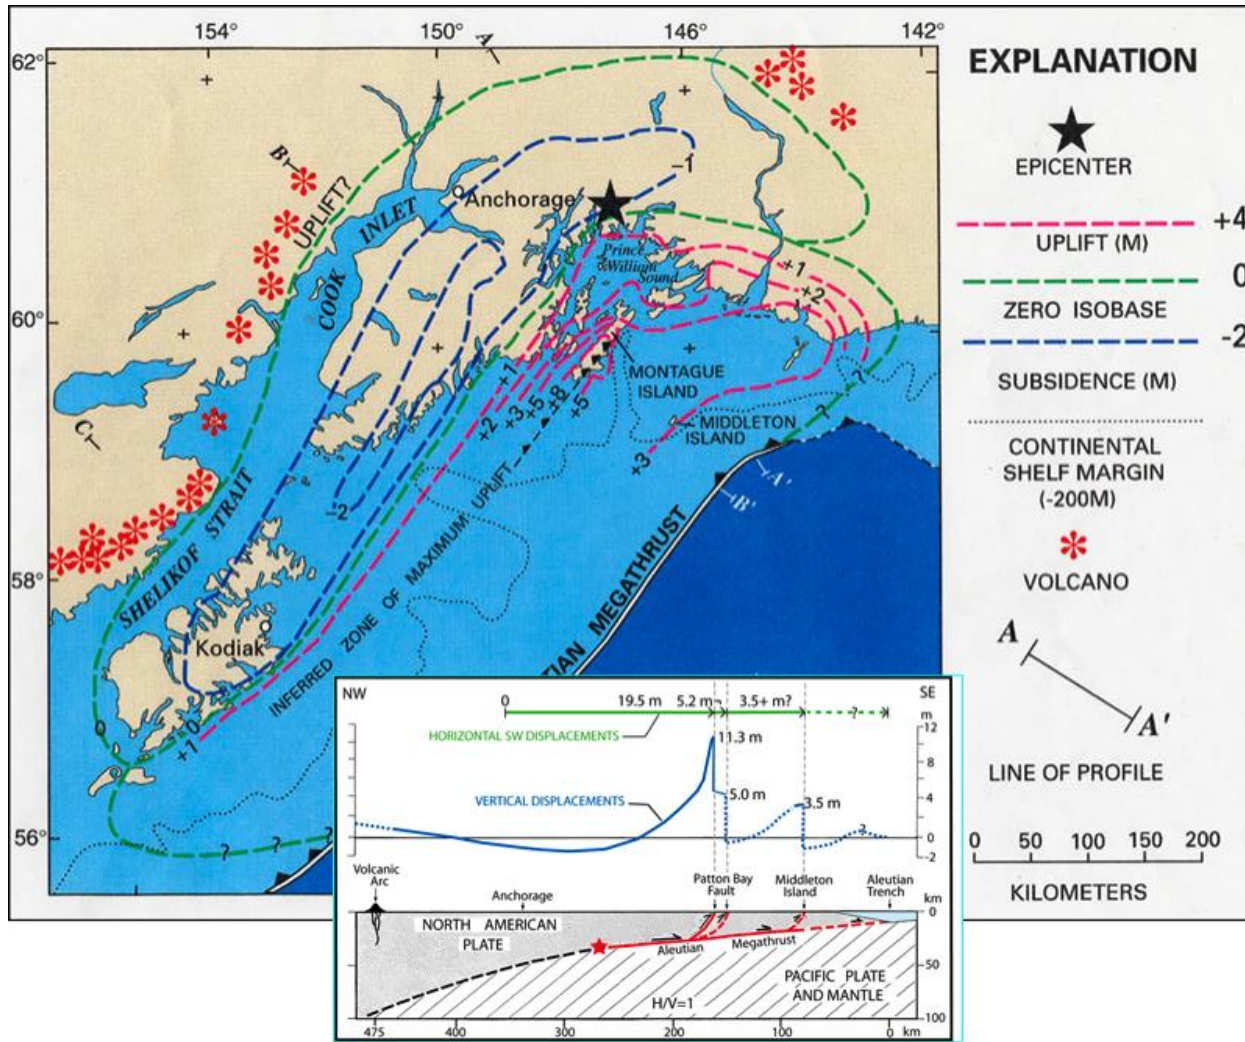 154°
150°
146°
142°
62°
60°
58°
56°
A
B
C
UPLIFT?
COOK
INLET
Anchorage
–1
Prince
William
Sound
+1
+2
MONTAGUE
ISLAND
MIDDLETON
ISLAND
+1
+2
+3
+5
+8
+5
+3
?
?
A'
B'
–2
SHELIKOF STRAIT
Kodiak
INFERRED ZONE OF MAXIMUM UPLIFT
TIAN MEGATHRUST
0
0
+1
?
?
?
EXPLANATION
EPICENTER
+4
UPLIFT (M)
0
ZERO ISOBASE
-2
SUBSIDENCE (M)
CONTINENTAL
SHELF MARGIN
(-200M)
VOLCANO
A
A'
LINE OF PROFILE
0 50 100 150 200
KILOMETERS
NW
SE
0 19.5 m 5.2 m 3.5+ m? ?
m
HORIZONTAL SW DISPLACEMENTS
12
8
4
0
-2
11.3 m
VERTICAL DISPLACEMENTS
5.0 m
3.5 m
?
Volcanic
Arc
Anchorage
Patton Bay
Fault
Middleton
Island
Aleutian
Trench
km
0
50
100
NORTH AMERICAN
PLATE
Aleutian
Megathrust
PACIFIC PLATE
AND MANTLE
H/V=1
475 400 300 200 100 0 km